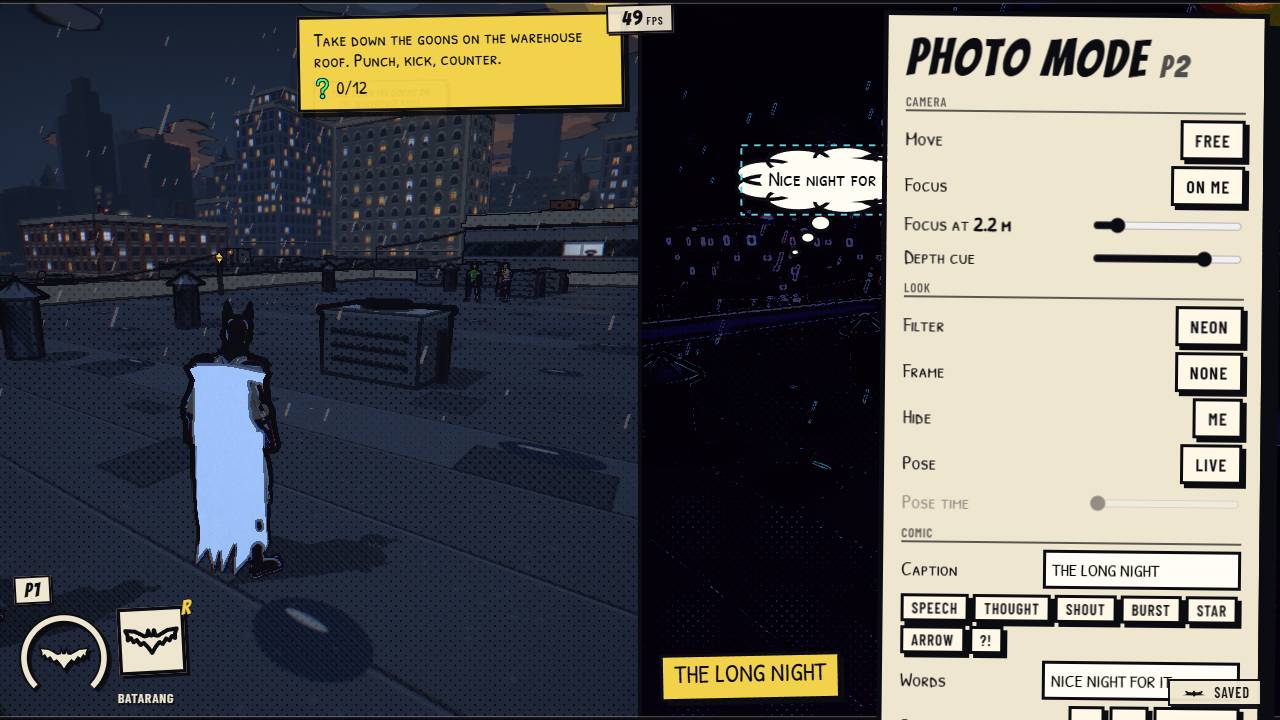 TAKE DOWN THE GOONS ON THE WAREHOUSE
ROOF. PUNCH, KICK, COUNTER.
? 0/12
49 FPS
NICE NIGHT FOR
THE LONG NIGHT
P1
R
BATARANG
PHOTO MODE P2
CAMERA
MOVE FREE
FOCUS ON ME
FOCUS AT 2.2 M
DEPTH CUE
LOOK
FILTER NEON
FRAME NONE
HIDE ME
POSE LIVE
POSE TIME
COMIC
CAPTION THE LONG NIGHT
SPEECH THOUGHT SHOUT BURST STAR
ARROW ?!
WORDS NICE NIGHT FOR IT
SAVED